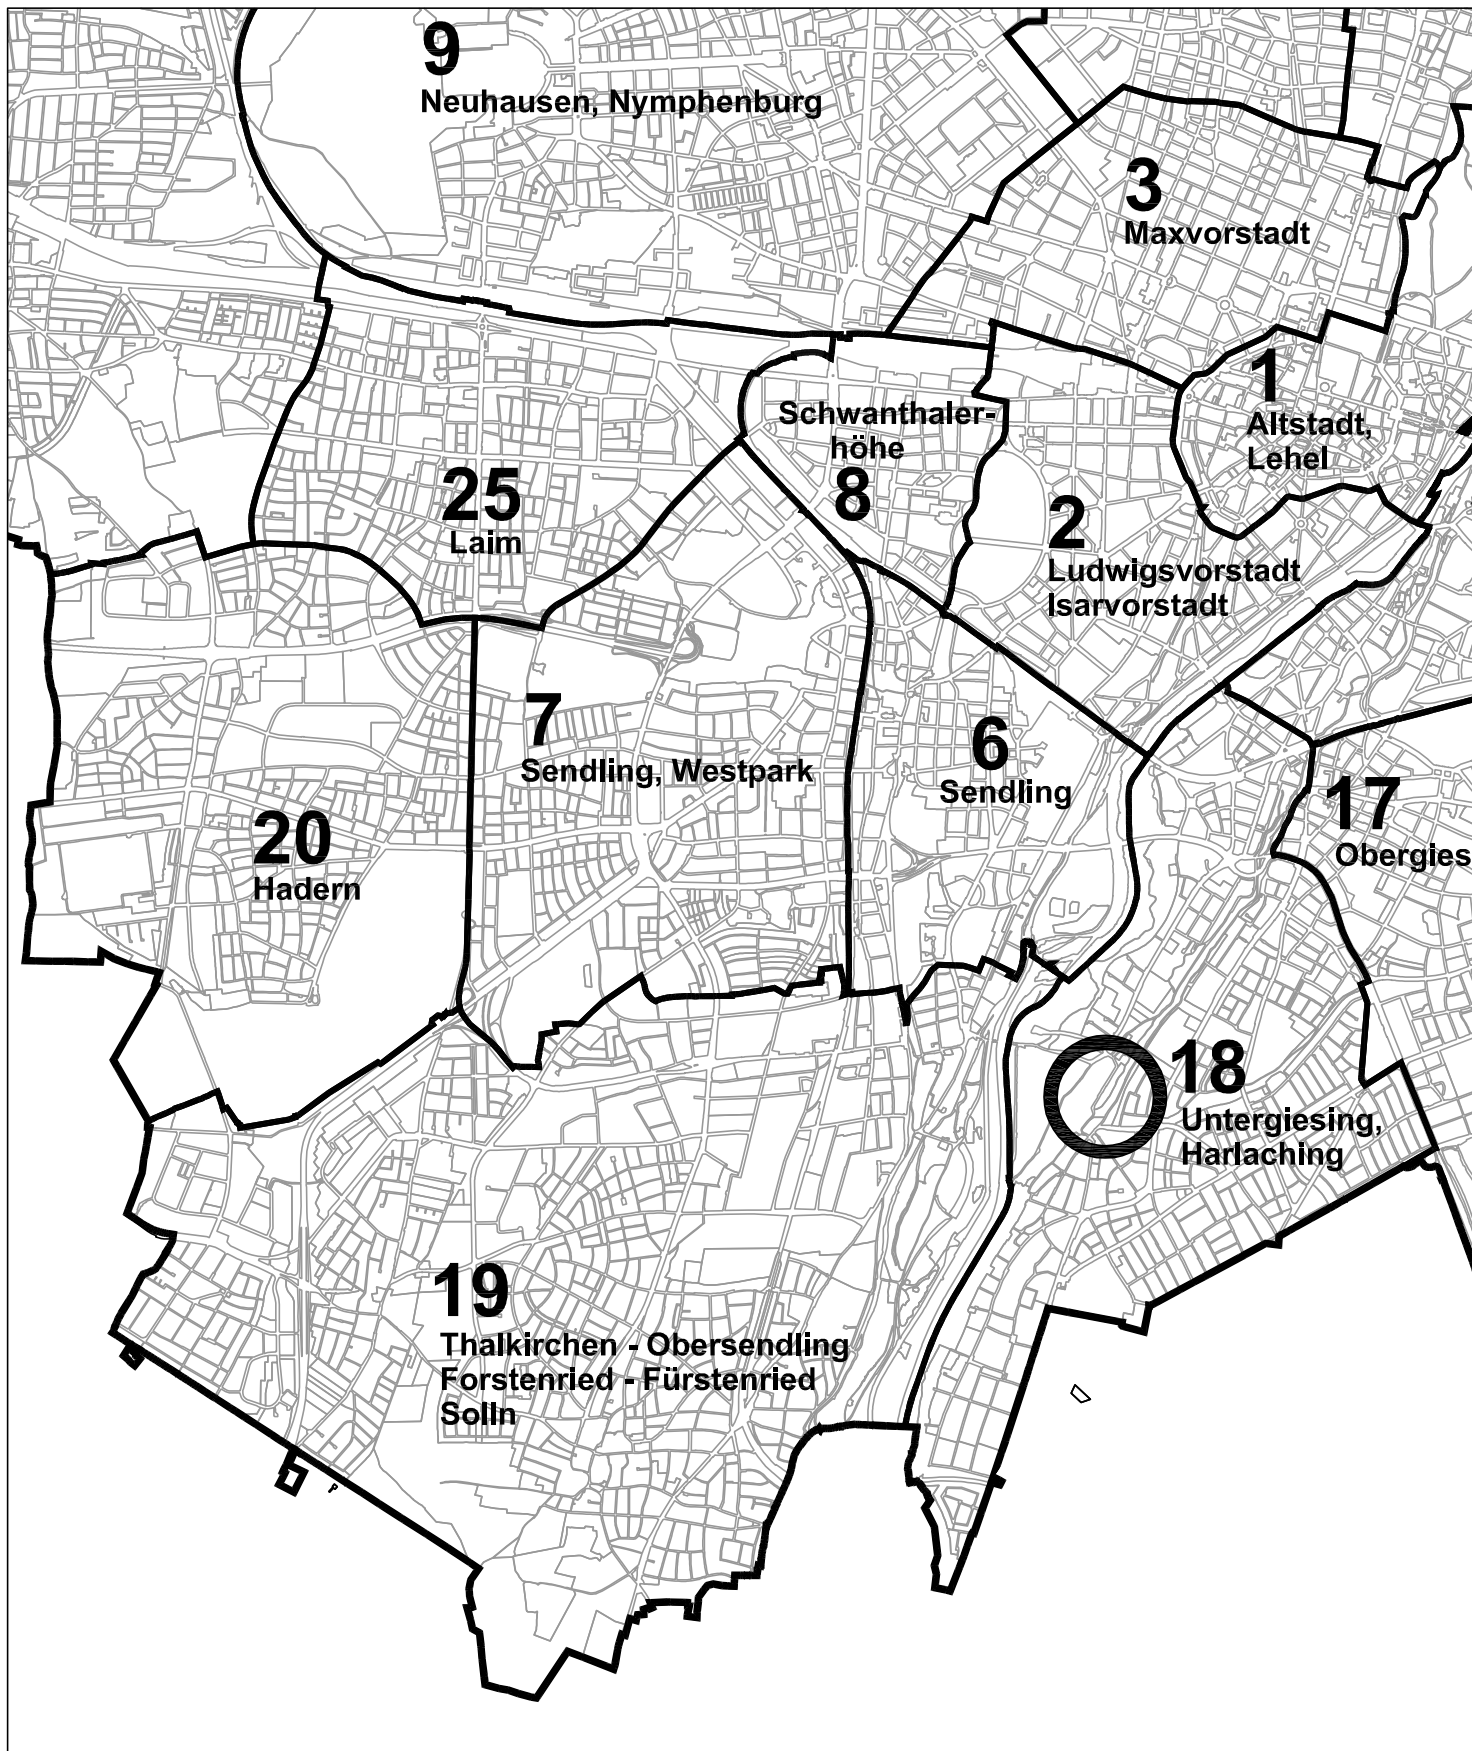 9
Neuhausen, Nymphenburg
3
Maxvorstadt
1
Altstadt,
Lehel
Schwanthaler-
höhe
8
25
Laim
2
Ludwigsvorstadt
Isarvorstadt
7
Sendling, Westpark
6
Sendling
17
Obergies
20
Hadern
18
Untergiesing,
Harlaching
19
Thalkirchen - Obersendling
Forstenried - Fürstenried
Solln